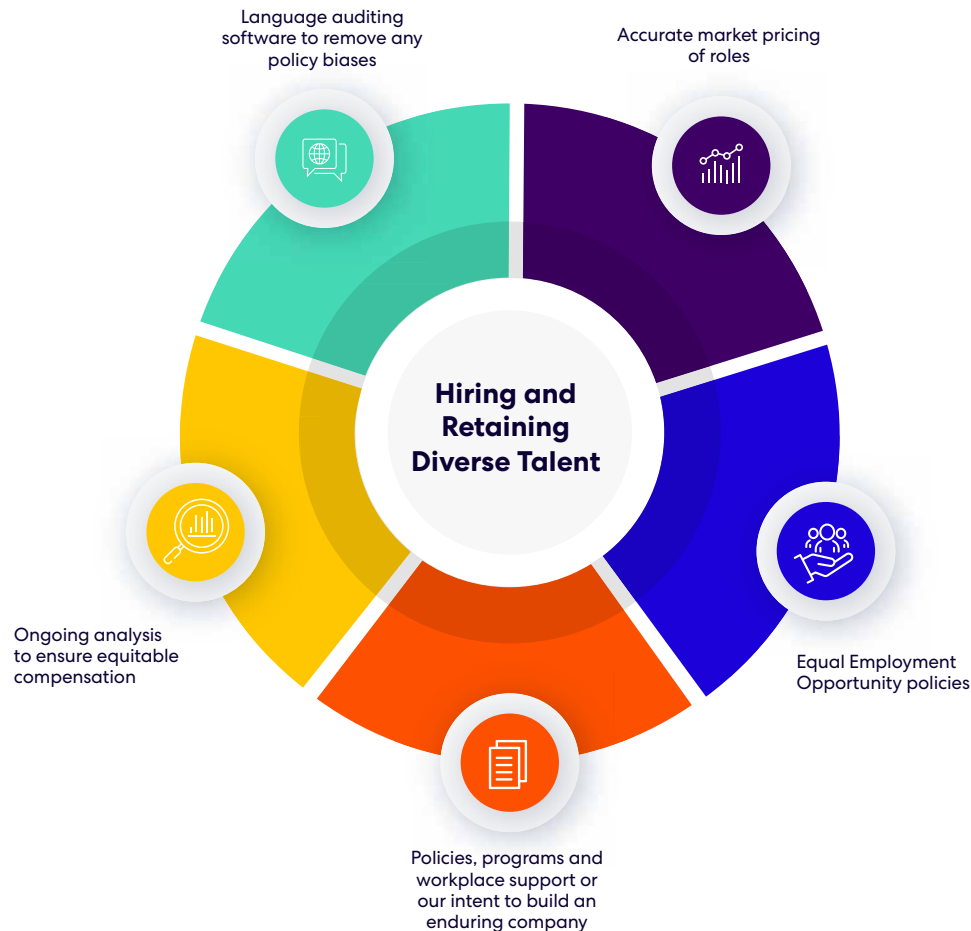 Language auditing
software to remove any
policy biases
Accurate market pricing
of roles
Hiring and
Retaining
Diverse Talent
Equal Employment
Opportunity policies
Policies, programs and
workplace support or
our intent to build an
enduring company
Ongoing analysis
to ensure equitable
compensation